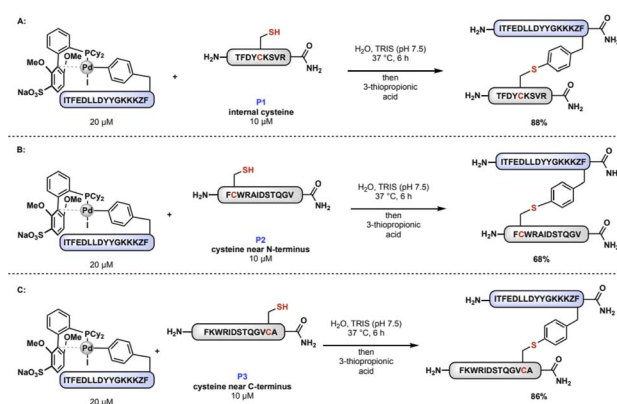 A:
PCy₂
OMe
MeO
Pd
I
NaO₃S
ITFEDLLDYYGKKKZF
20 µM
+
SH
H₂N
TFDYCKSVR
O
NH₂
P1
internal cysteine
10 µM
H₂O, TRIS (pH 7.5)
37 °C, 6 h
then
3-thiopropionic
acid
H₂N
ITFEDLLDYYGKKKZF
O
NH
S
H₂N
TFDYCKSVR
O
NH₂
88%
B:
PCy₂
OMe
MeO
Pd
I
NaO₃S
ITFEDLLDYYGKKKZF
20 µM
+
SH
H₂N
FCWRAIDSTQGV
O
NH₂
P2
cysteine near N-terminus
10 µM
H₂O, TRIS (pH 7.5)
37 °C, 6 h
then
3-thiopropionic
acid
H₂N
ITFEDLLDYYGKKKZF
O
NH
S
H₂N
FCWRAIDSTQGV
O
NH₂
68%
C:
PCy₂
OMe
MeO
Pd
I
NaO₃S
ITFEDLLDYYGKKKZF
20 µM
+
SH
H₂N
FKWRIDSTQGVCA
O
NH₂
P3
cysteine near C-terminus
10 µM
H₂O, TRIS (pH 7.5)
37 °C, 6 h
then
3-thiopropionic
acid
H₂N
ITFEDLLDYYGKKKZF
O
NH
S
H₂N
FKWRIDSTQGVCA
O
NH₂
86%